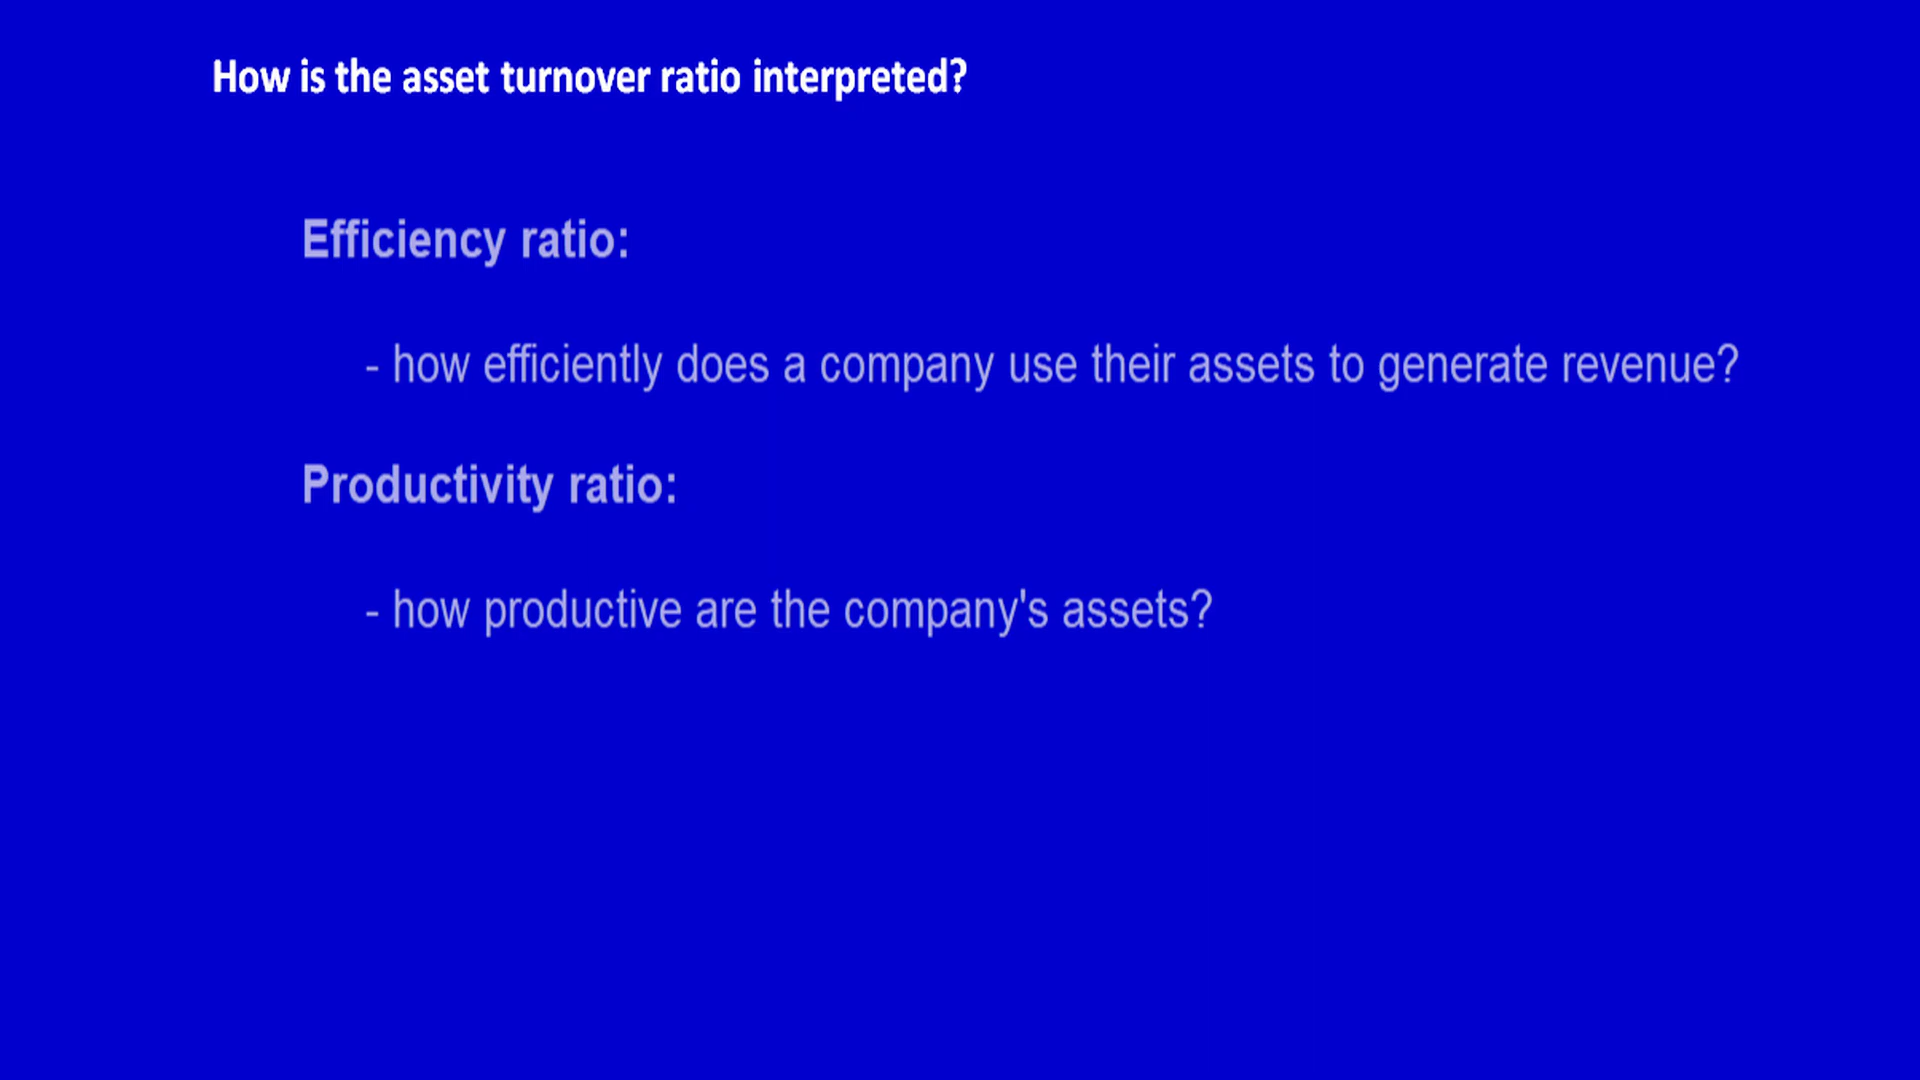 How is the asset turnover ratio interpreted?
Efficiency ratio:
- how efficiently does a company use their assets to generate revenue?
Productivity ratio:
- how productive are the company's assets?